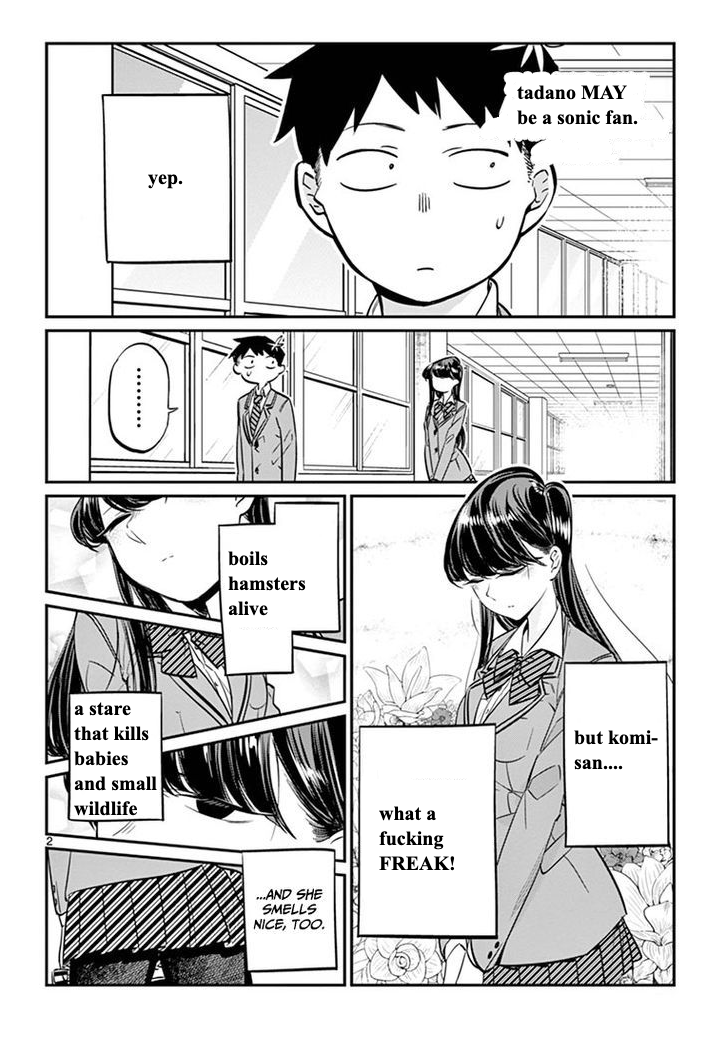 tadano MAY
be a sonic fan.
yep.
.........
but komi-
san....
what a
fucking
FREAK!
boils
hamsters
alive
a stare
that kills
babies
and small
wildlife
...AND SHE
SMELLS
NICE, TOO.
2